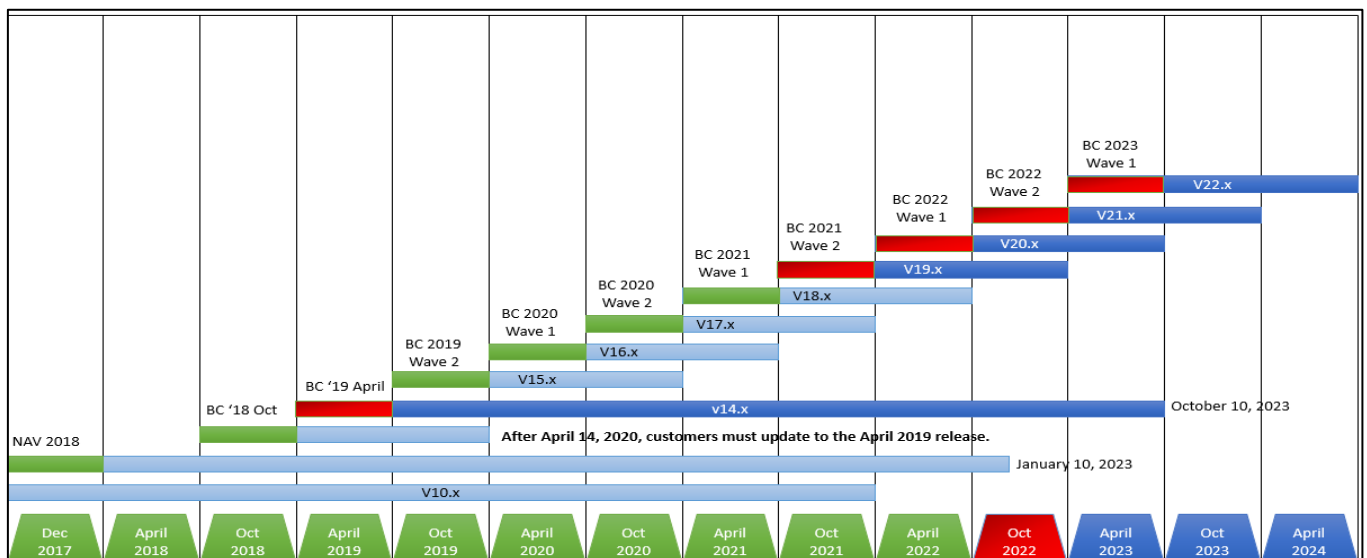 BC 2023
Wave 1
V22.x
BC 2022
Wave 2
V21.x
BC 2022
Wave 1
V20.x
BC 2021
Wave 2
V19.x
BC 2021
Wave 1
V18.x
BC 2020
Wave 2
V17.x
BC 2020
Wave 1
V16.x
BC 2019
Wave 2
V15.x
BC ‘19 April
v14.x
October 10, 2023
BC ‘18 Oct
After April 14, 2020, customers must update to the April 2019 release.
NAV 2018
January 10, 2023
V10.x
Dec
2017
April
2018
Oct
2018
April
2019
Oct
2019
April
2020
Oct
2020
April
2021
Oct
2021
April
2022
Oct
2022
April
2023
Oct
2023
April
2024